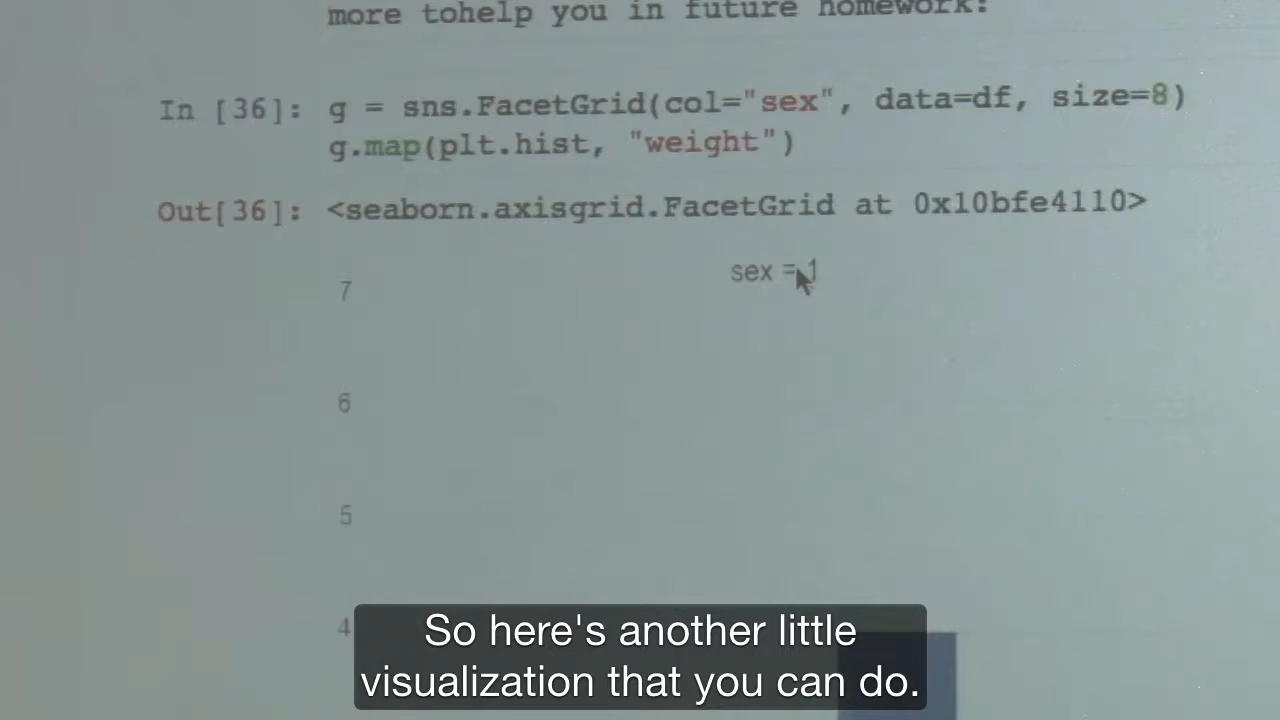 more tohelp you in future homework:
In [36]: g = sns.FacetGrid(col="sex", data=df, size=8)
g.map(plt.hist, "weight")
Out[36]: <seaborn.axisgrid.FacetGrid at 0x10bfe4110>
sex = 1
7
6
5
4
So here's another little
visualization that you can do.